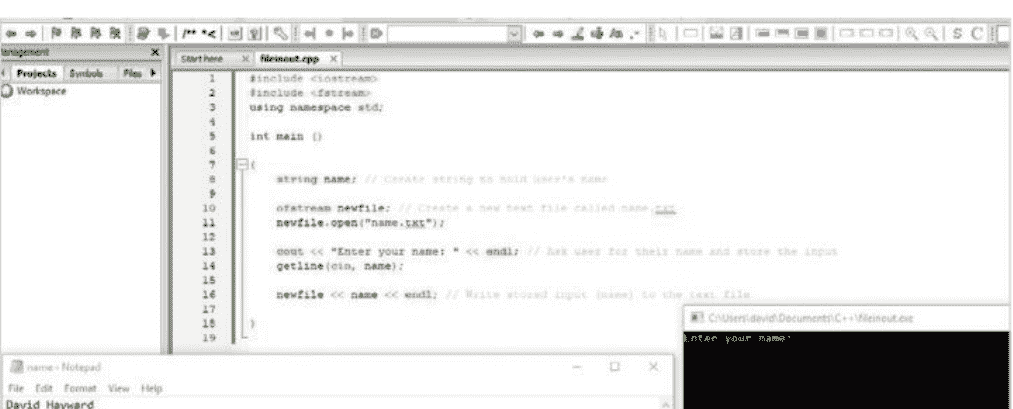 Management X
Projects Symbols Files
Workspace
Start here X fileinout.cpp X
1 #include <iostream>
2 #include <fstream>
3 using namespace std;
4
5 int main ()
6
7 {
8 string name; // Create string to hold user's name
9
10 ofstream newfile; // Create a new text file called name.txt
11 newfile.open("name.txt");
12
13 cout << "Enter your name: " << endl; // Ask user for their name and store the input
14 getline(cin, name);
15
16 newfile << name << endl; // Write stored input (name) to the text file
17
18 }
19
C:\Users\david\Documents\C++\fileinout.exe
Enter your name:
name - Notepad
File Edit Format View Help
David Hayward